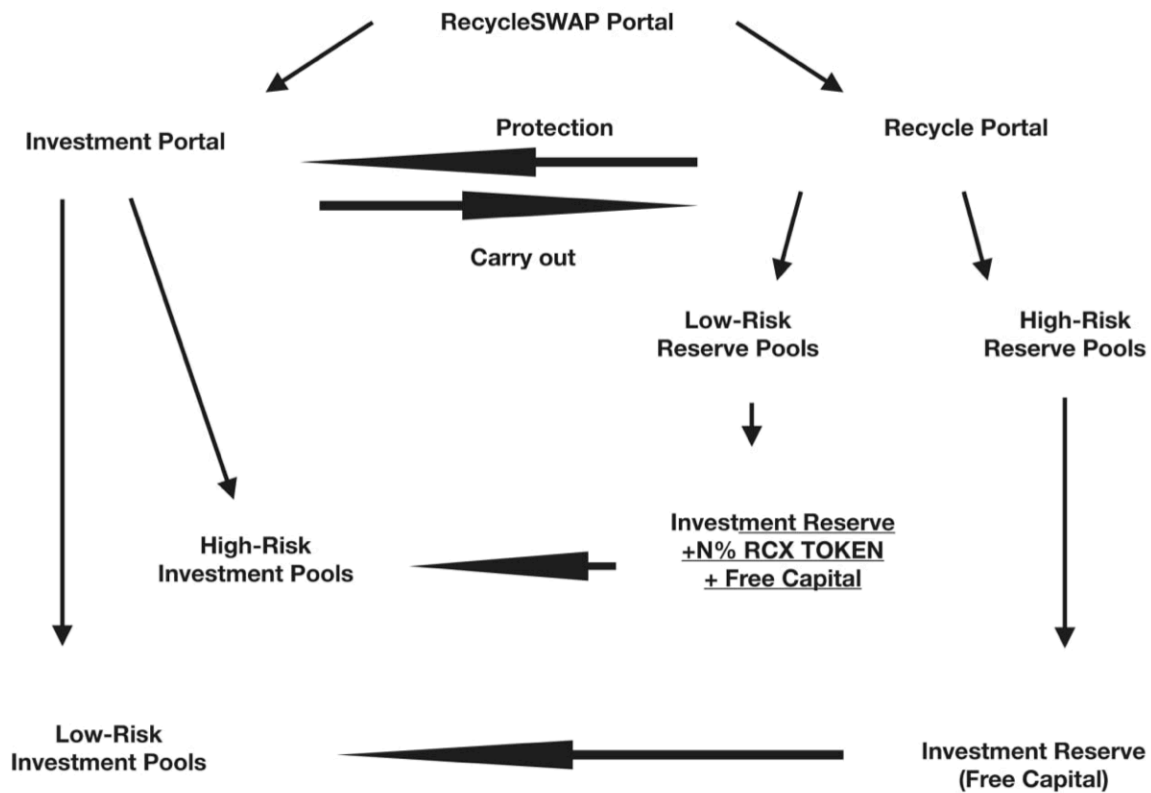 RecycleSWAP Portal
Investment Portal
Protection
Recycle Portal
Carry out
Low-Risk
Reserve Pools
High-Risk
Reserve Pools
High-Risk
Investment Pools
Investment Reserve
+N% RCX TOKEN
+ Free Capital
Low-Risk
Investment Pools
Investment Reserve
(Free Capital)